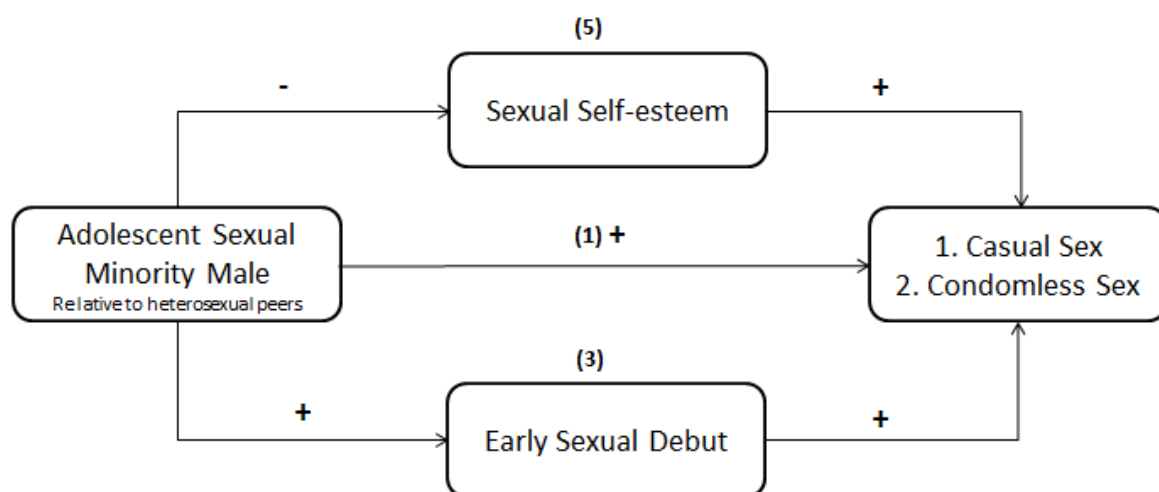 (5)
-
+
Sexual Self-esteem
Adolescent Sexual
Minority Male
Relative to heterosexual peers
(1) +
1. Casual Sex
2. Condomless Sex
(3)
+
+
Early Sexual Debut